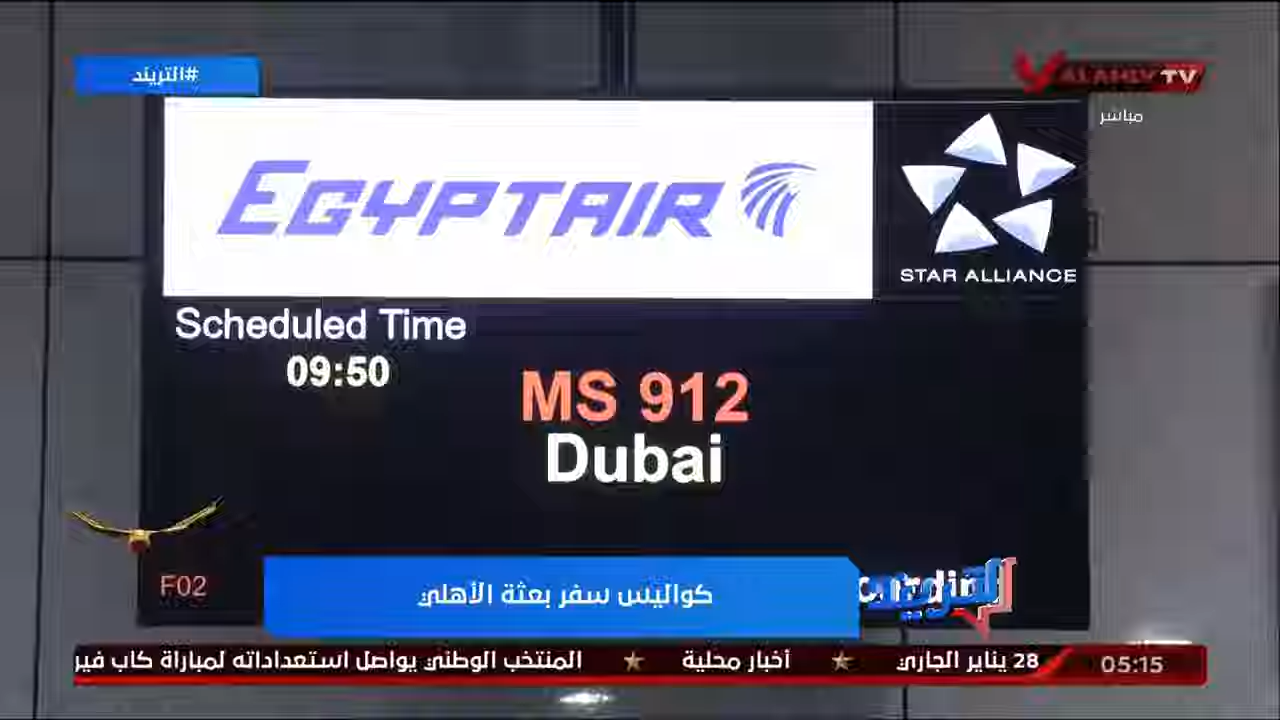 #التريند
ALAHLY TV
مباشر
EGYPTAIR
STAR ALLIANCE
Scheduled Time
09:50
MS 912
Dubai
F02
كواليس سفر بعثة الأهلي
التريند
05:15
28 يناير الجاري ★ أخبار محلية ★ المنتخب الوطني يواصل استعداداته لمباراة كاب فير